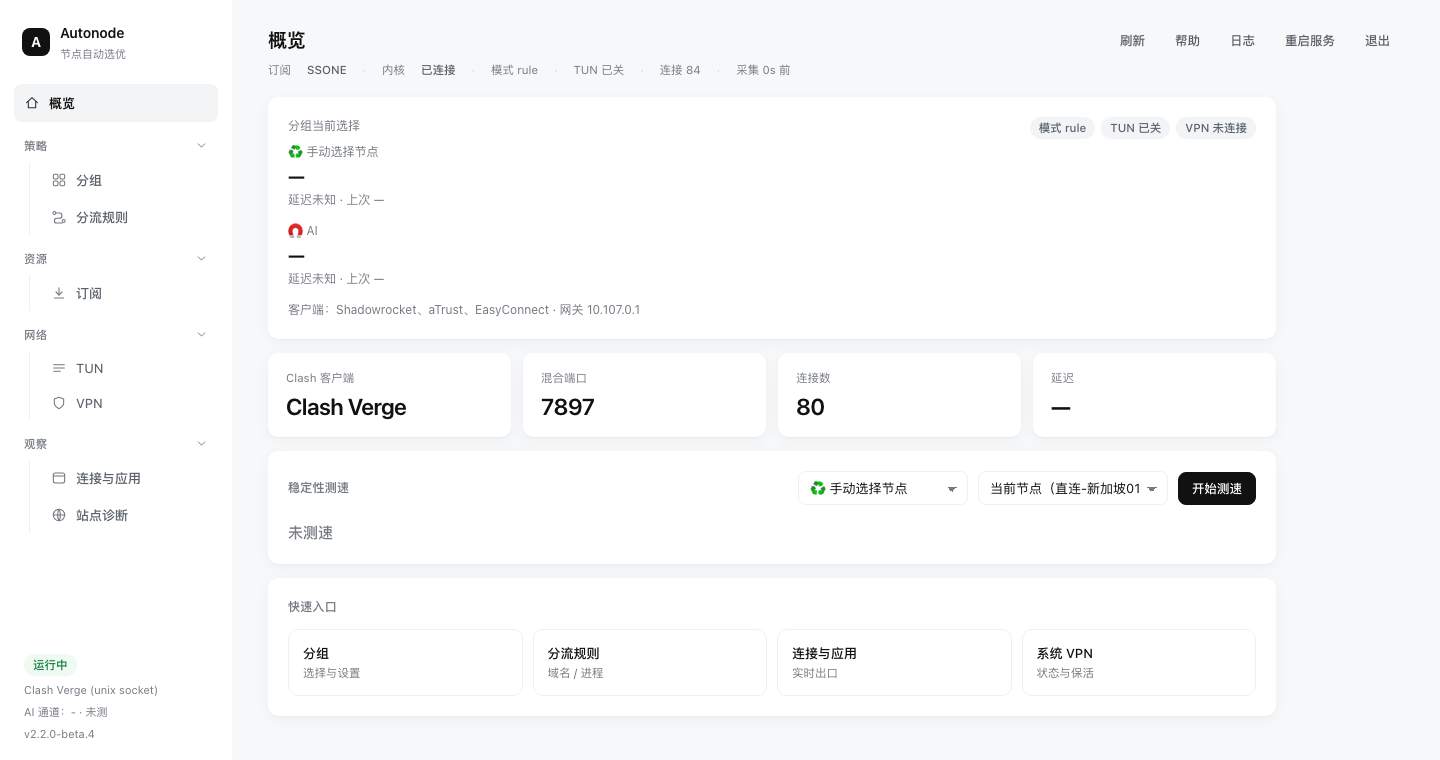 A
Autonode
节点自动选优
概览
策略
分组
分流规则
资源
订阅
网络
TUN
VPN
观察
连接与应用
站点诊断
运行中
Clash Verge (unix socket)
AI 通道：- · 未测
v2.2.0-beta.4
概览
刷新 帮助 日志 重启服务 退出
订阅 SSONE · 内核 已连接 · 模式 rule · TUN 已关 · 连接 84 · 采集 0s 前
分组当前选择
模式 rule TUN 已关 VPN 未连接
♻️ 手动选择节点
—
延迟未知 · 上次 —
🧲 AI
—
延迟未知 · 上次 —
客户端：Shadowrocket、aTrust、EasyConnect · 网关 10.107.0.1
Clash 客户端
Clash Verge
混合端口
7897
连接数
80
延迟
—
稳定性测速
♻️ 手动选择节点
当前节点（直连-新加坡01
开始测速
未测速
快速入口
分组
选择与设置
分流规则
域名 / 进程
连接与应用
实时出口
系统 VPN
状态与保活